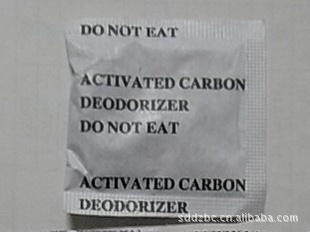 DO NOT EAT
ACTIVATED CARBON
DEODORIZER
DO NOT EAT
ACTIVATED CARBON
DEODORIZER
sddzbc.cn.alibaba.com